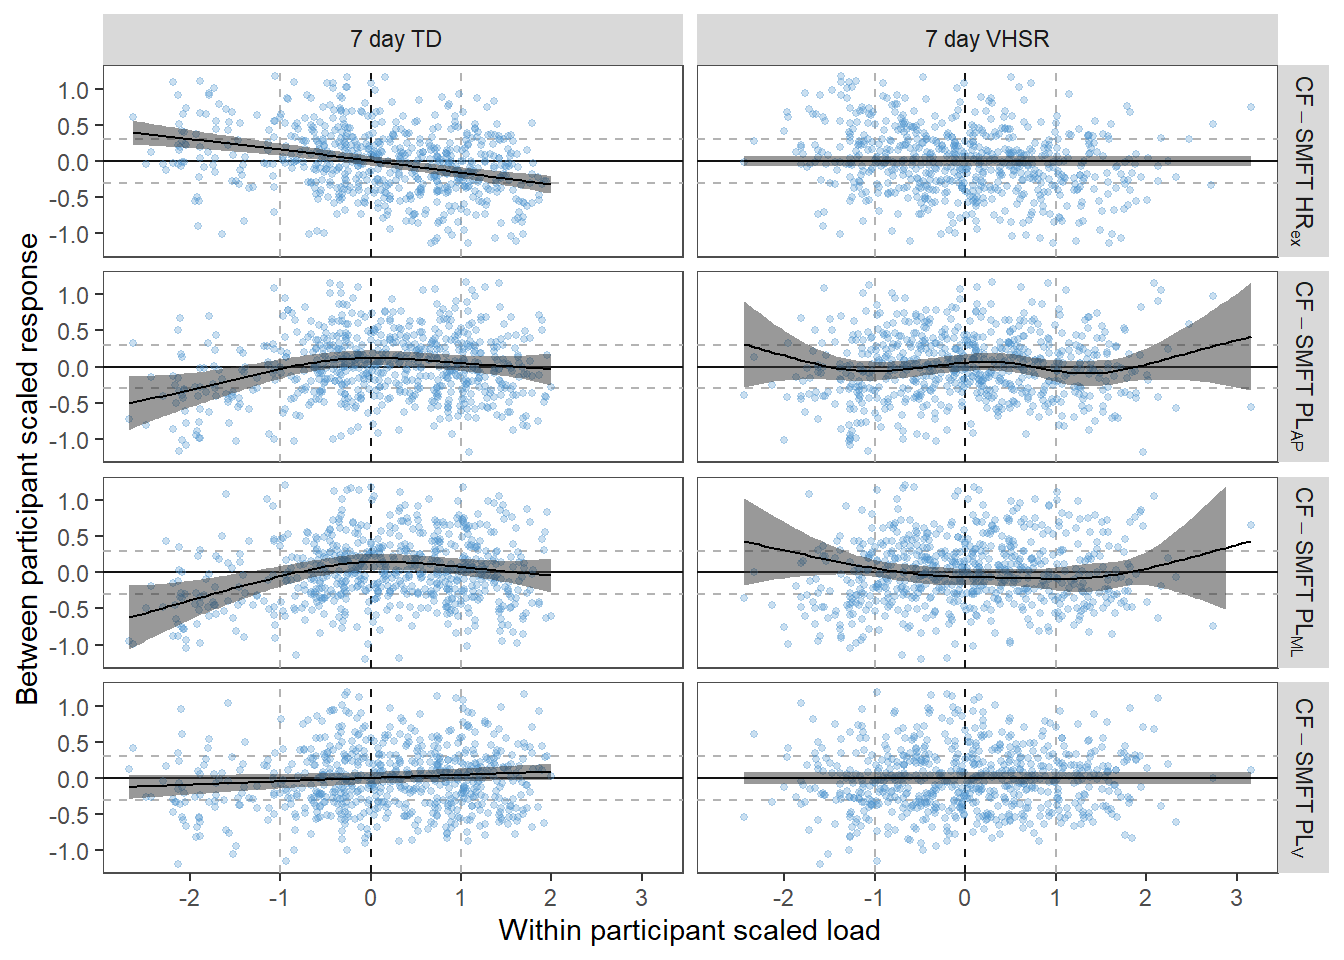 7 day TD
7 day VHSR
1.0
0.5
0.0
-0.5
-1.0
CF – SMFT HRex
1.0
0.5
0.0
-0.5
-1.0
CF – SMFT PLAP
1.0
0.5
0.0
-0.5
-1.0
CF – SMFT PLML
1.0
0.5
0.0
-0.5
-1.0
CF – SMFT PLV
Between participant scaled response
-2 -1 0 1 2 3
-2 -1 0 1 2 3
Within participant scaled load